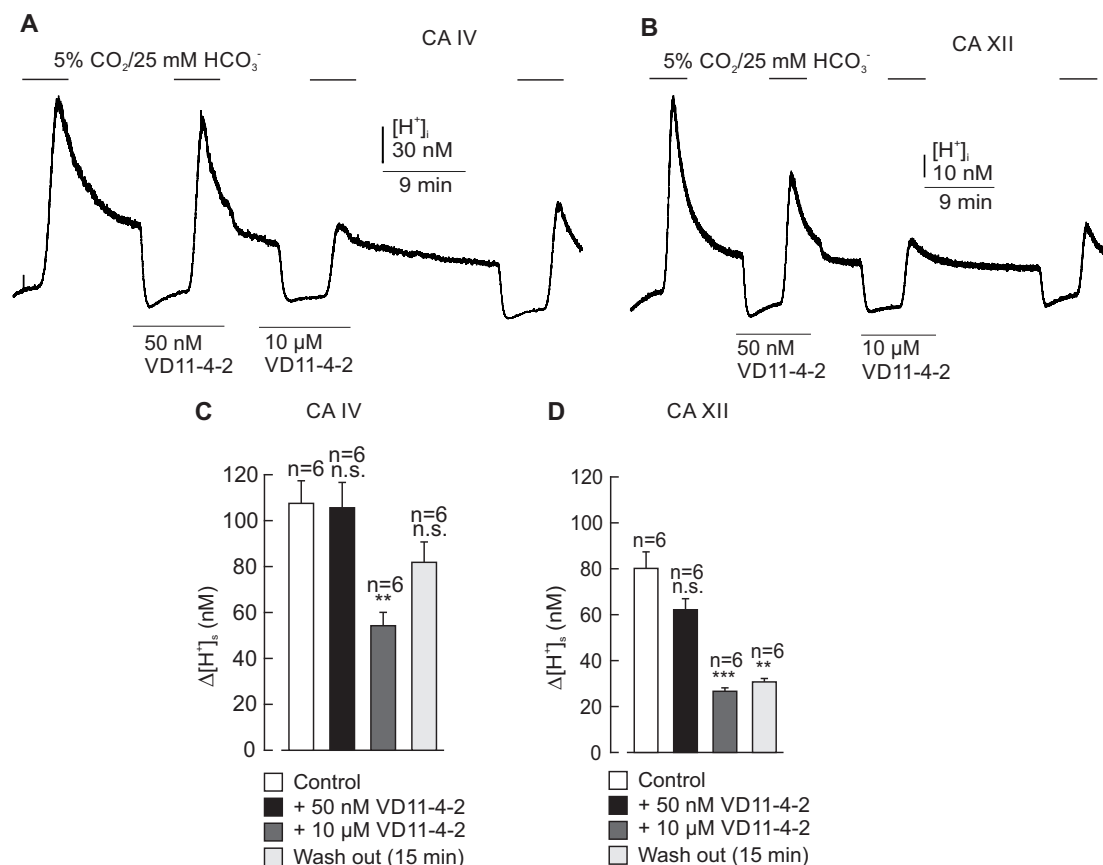 A
CA IV
5% CO₂/25 mM HCO₃⁻
[H⁺]ᵢ
30 nM
9 min
50 nM
VD11-4-2
10 µM
VD11-4-2
B
CA XII
5% CO₂/25 mM HCO₃⁻
[H⁺]ᵢ
10 nM
9 min
50 nM
VD11-4-2
10 µM
VD11-4-2
C
CA IV
Δ[H⁺]ₛ (nM)
120
100
80
60
40
20
0
n=6
n=6
n.s.
n=6
**
n=6
n.s.
Control
+ 50 nM VD11-4-2
+ 10 µM VD11-4-2
Wash out (15 min)
D
CA XII
Δ[H⁺]ₛ (nM)
120
100
80
60
40
20
0
n=6
n=6
n.s.
n=6
***
n=6
**
Control
+ 50 nM VD11-4-2
+ 10 µM VD11-4-2
Wash out (15 min)